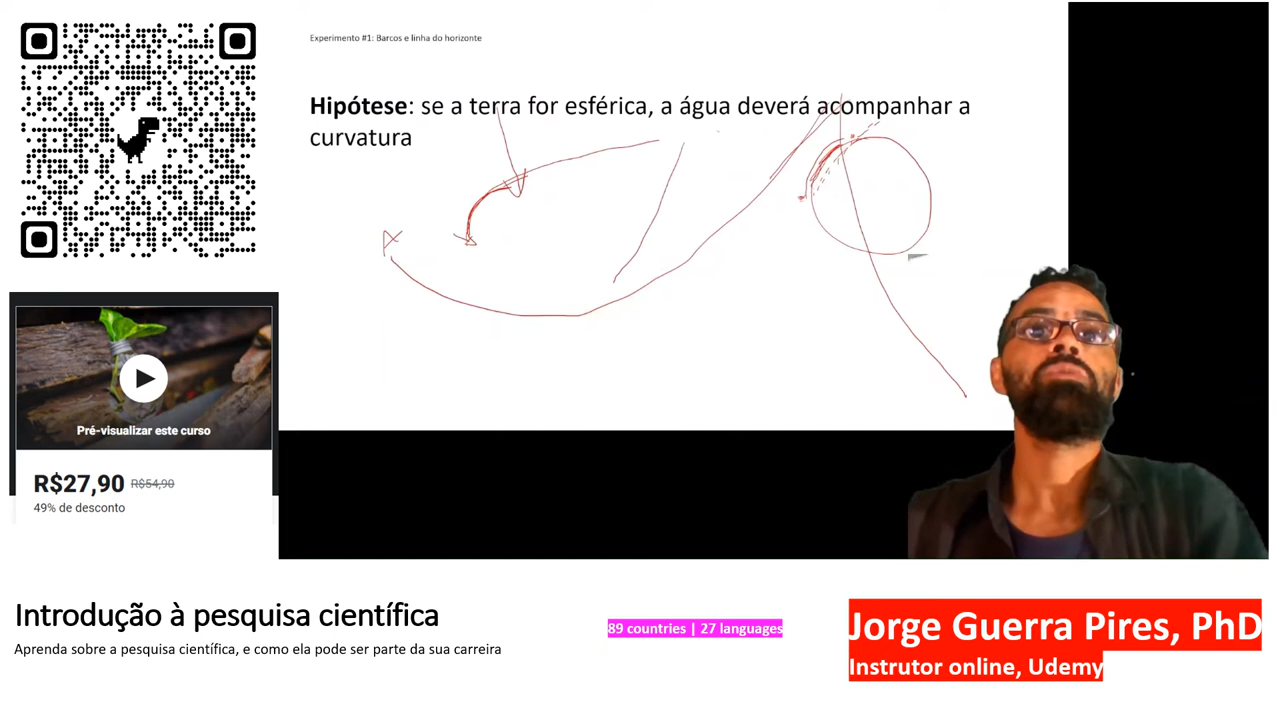 Experimento #1: Barcos e linha do horizonte
Hipótese: se a terra for esférica, a água deverá acompanhar a
curvatura
Pré-visualizar este curso
R$27,90 R$54,90
49% de desconto
Introdução à pesquisa científica
Aprenda sobre a pesquisa científica, e como ela pode ser parte da sua carreira
89 countries | 27 languages
Jorge Guerra Pires, PhD
Instrutor online, Udemy